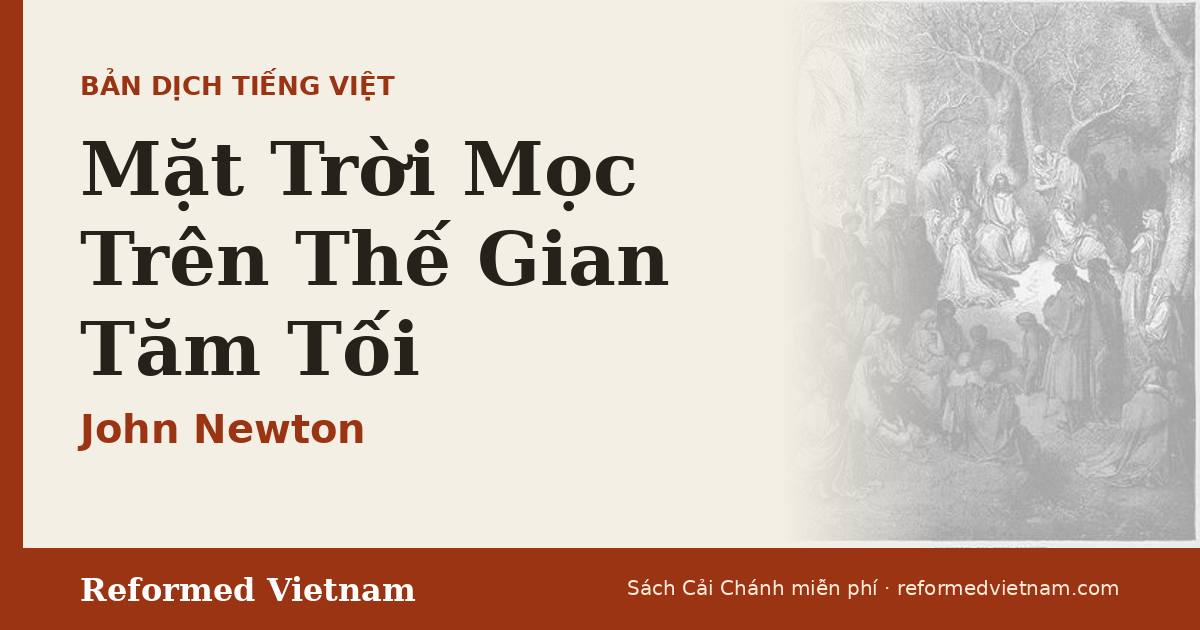 BẢN DỊCH TIẾNG VIỆT
Mặt Trời Mọc
Trên Thế Gian
Tăm Tối
John Newton
Reformed Vietnam
Sách Cải Chánh miễn phí · reformedvietnam.com